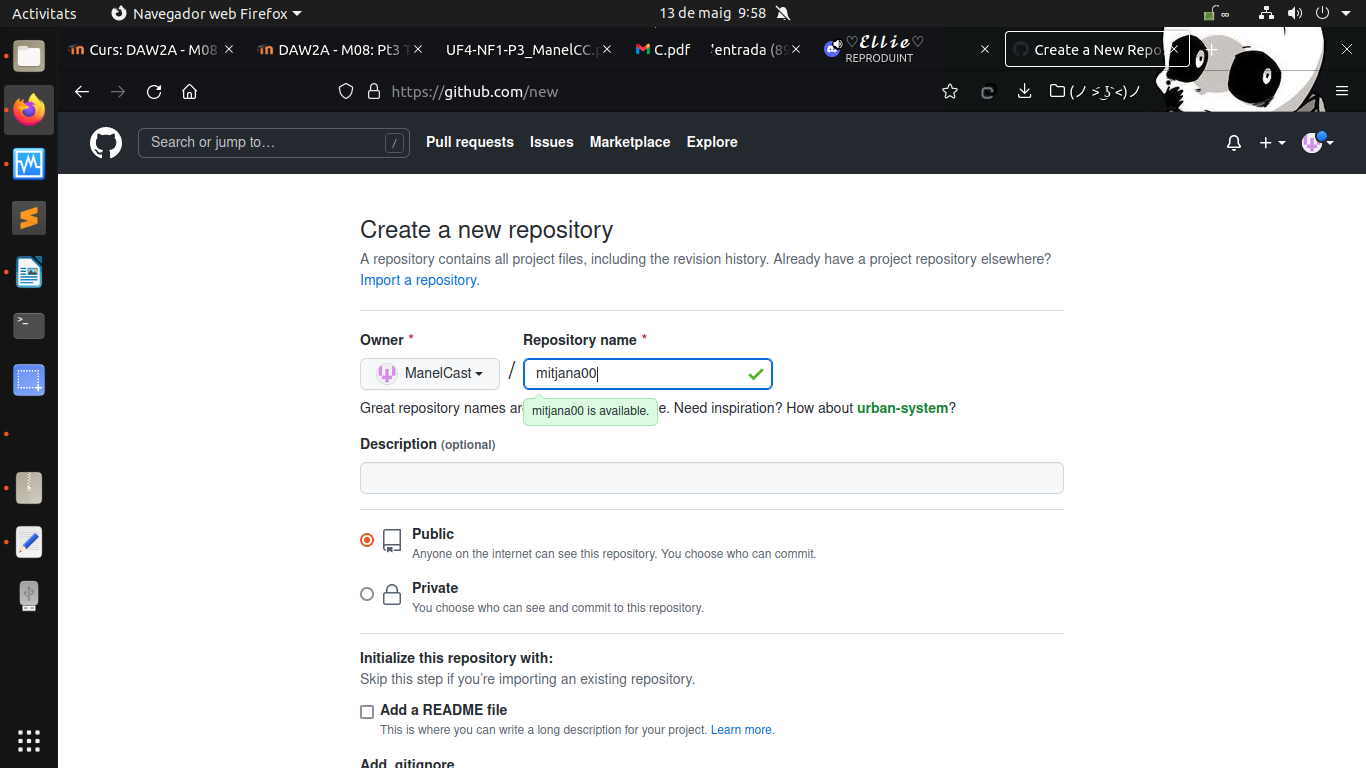 Activitats Navegador web Firefox 13 de maig 9:58
Curs: DAW2A - M08 DAW2A - M08: Pt3 T UF4-NF1-P3_ManelCC.p C.pdf 'entrada (89 ♡𝓔𝓵𝓵𝓲𝓮♡ Create a New Repo
REPRODUINT
https://github.com/new
Search or jump to… / Pull requests Issues Marketplace Explore
Create a new repository
A repository contains all project files, including the revision history. Already have a project repository elsewhere?
Import a repository.
Owner * Repository name *
ManelCast / mitjana00
Great repository names are e. Need inspiration? How about urban-system?
mitjana00 is available.
Description (optional)
Public
Anyone on the internet can see this repository. You choose who can commit.
Private
You choose who can see and commit to this repository.
Initialize this repository with:
Skip this step if you’re importing an existing repository.
Add a README file
This is where you can write a long description for your project. Learn more.
Add .gitignore